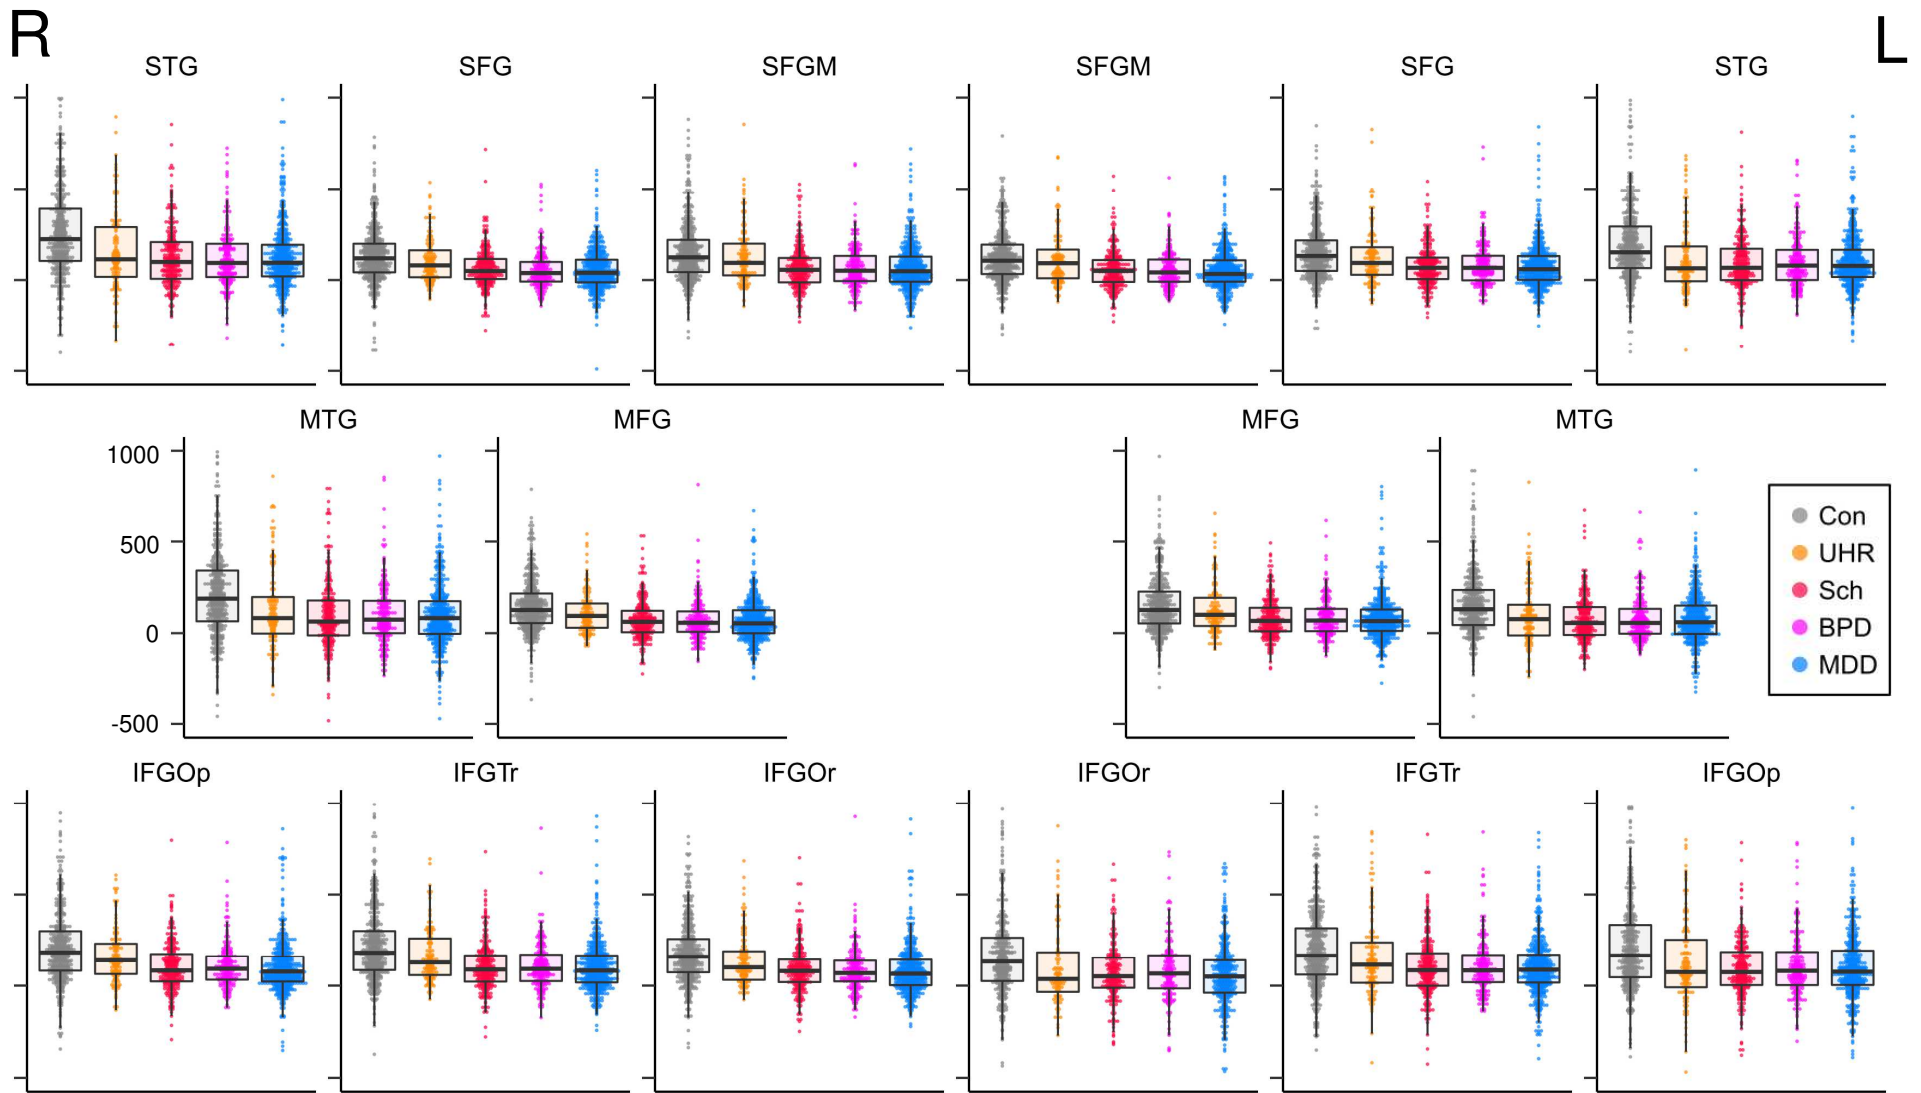 R
L
STG SFG SFGM SFGM SFG STG
MTG MFG MFG MTG
1000
500
0
-500
Con
UHR
Sch
BPD
MDD
IFGOp IFGTr IFGOr IFGOr IFGTr IFGOp